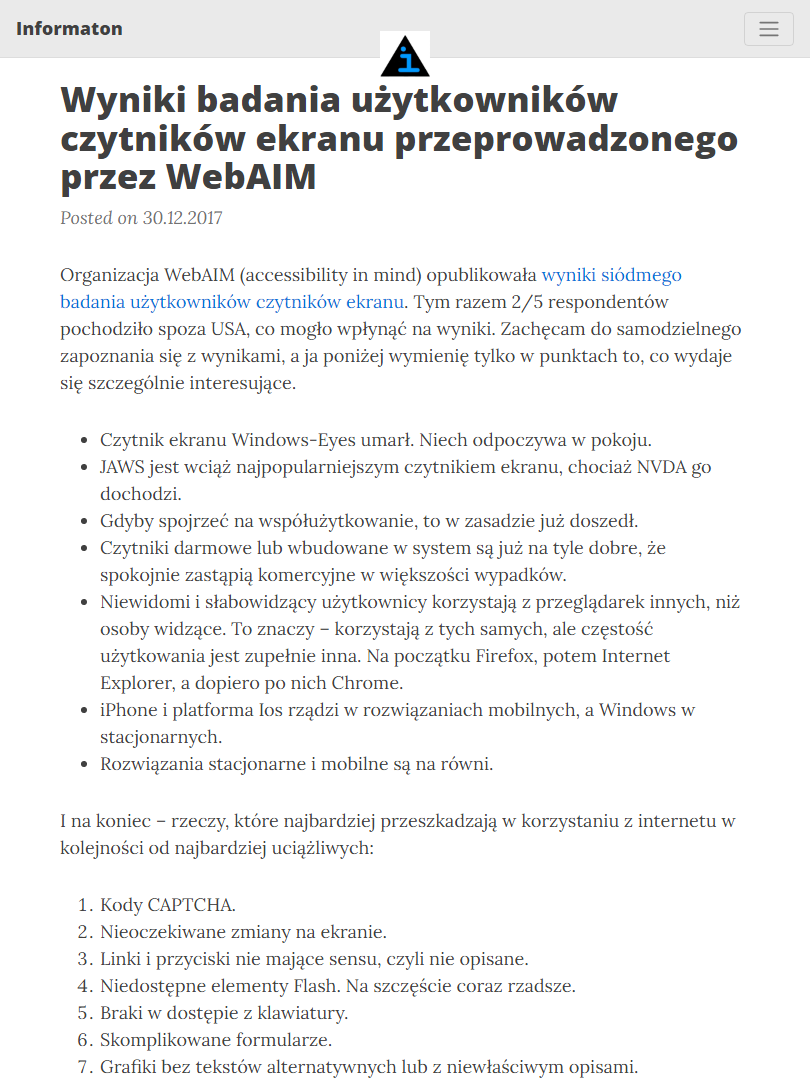 Informaton
i
Wyniki badania użytkowników
czytników ekranu przeprowadzonego
przez WebAIM
Posted on 30.12.2017
Organizacja WebAIM (accessibility in mind) opublikowała wyniki siódmego
badania użytkowników czytników ekranu. Tym razem 2/5 respondentów
pochodziło spoza USA, co mogło wpłynąć na wyniki. Zachęcam do samodzielnego
zapoznania się z wynikami, a ja poniżej wymienię tylko w punktach to, co wydaje
się szczególnie interesujące.
• Czytnik ekranu Windows-Eyes umarł. Niech odpoczywa w pokoju.
• JAWS jest wciąż najpopularniejszym czytnikiem ekranu, chociaż NVDA go
dochodzi.
• Gdyby spojrzeć na współużytkowanie, to w zasadzie już doszedł.
• Czytniki darmowe lub wbudowane w system są już na tyle dobre, że
spokojnie zastąpią komercyjne w większości wypadków.
• Niewidomi i słabowidzący użytkownicy korzystają z przeglądarek innych, niż
osoby widzące. To znaczy – korzystają z tych samych, ale częstość
użytkowania jest zupełnie inna. Na początku Firefox, potem Internet
Explorer, a dopiero po nich Chrome.
• iPhone i platforma Ios rządzi w rozwiązaniach mobilnych, a Windows w
stacjonarnych.
• Rozwiązania stacjonarne i mobilne są na równi.
I na koniec – rzeczy, które najbardziej przeszkadzają w korzystaniu z internetu w
kolejności od najbardziej uciążliwych:
1. Kody CAPTCHA.
2. Nieoczekiwane zmiany na ekranie.
3. Linki i przyciski nie mające sensu, czyli nie opisane.
4. Niedostępne elementy Flash. Na szczęście coraz rzadsze.
5. Braki w dostępie z klawiatury.
6. Skomplikowane formularze.
7. Grafiki bez tekstów alternatywnych lub z niewłaściwym opisami.